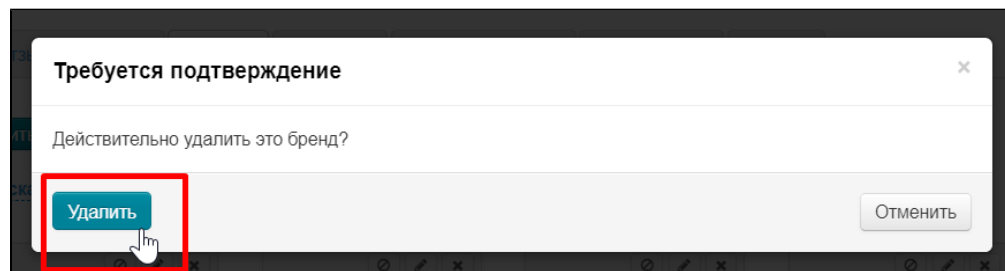 Требуется подтверждение
Действительно удалить это бренд?
Удалить
Отменить